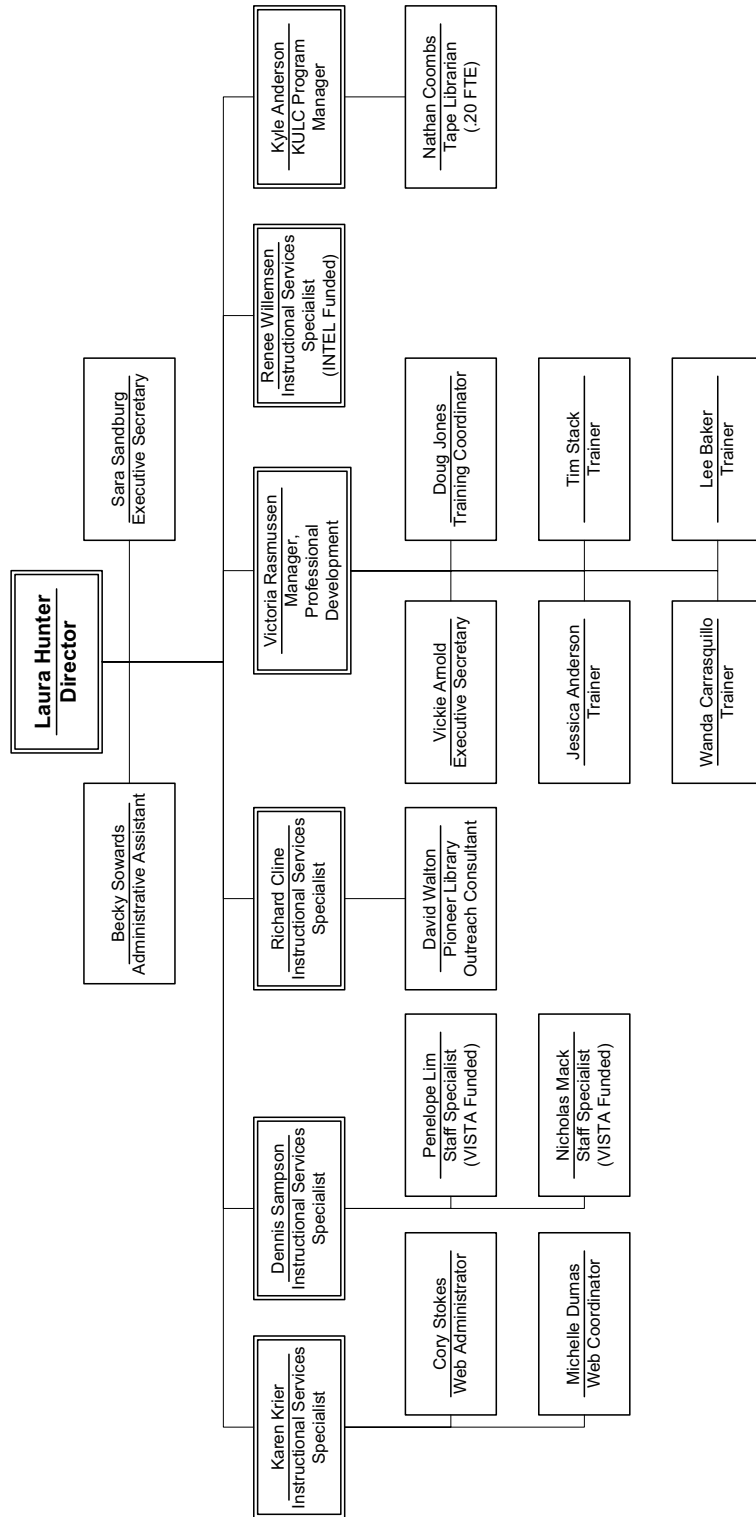 Laura Hunter
Director
Becky Sowards
Administrative Assistant
Sara Sandburg
Executive Secretary
Karen Krier
Instructional Services
Specialist
Dennis Sampson
Instructional Services
Specialist
Richard Cline
Instructional Services
Specialist
Victoria Rasmussen
Manager,
Professional
Development
Renee Willemsen
Instructional Services
Specialist
(INTEL Funded)
Kyle Anderson
KULC Program
Manager
Cory Stokes
Web Administrator
Michelle Dumas
Web Coordinator
Penelope Lim
Staff Specialist
(VISTA Funded)
Nicholas Mack
Staff Specialist
(VISTA Funded)
David Walton
Pioneer Library
Outreach Consultant
Vickie Arnold
Executive Secretary
Doug Jones
Training Coordinator
Jessica Anderson
Trainer
Tim Stack
Trainer
Wanda Carrasquillo
Trainer
Lee Baker
Trainer
Nathan Coombs
Tape Librarian
(.20 FTE)